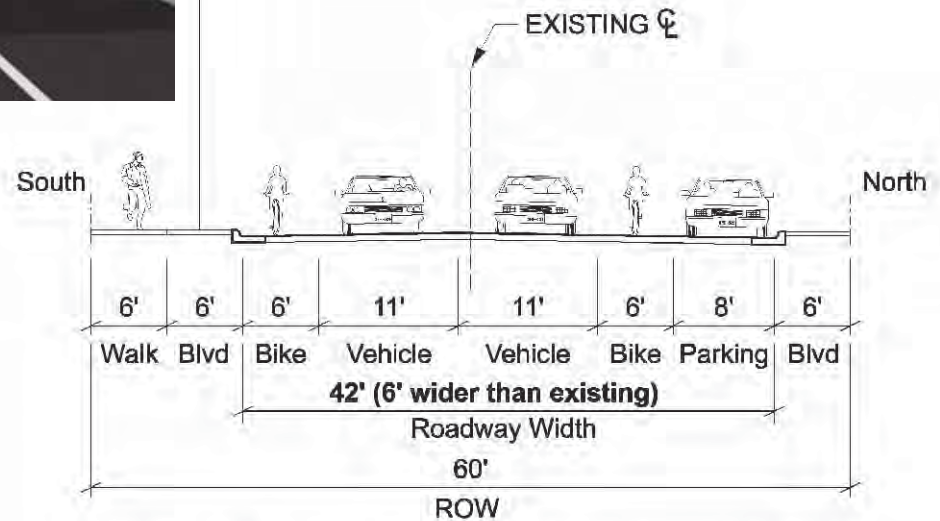 EXISTING ℄
South
North
6' 6' 6' 11' 11' 6' 8' 6'
Walk Blvd Bike Vehicle Vehicle Bike Parking Blvd
42' (6' wider than existing)
Roadway Width
60'
ROW